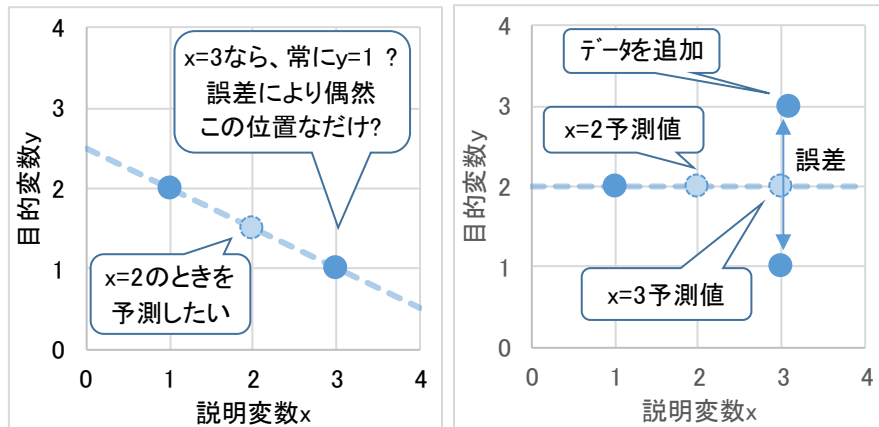 4
3
2
1
0
目的変数y
x=3なら、常にy=1 ?
誤差により偶然
この位置なだけ?
x=2のときを
予測したい
0 1 2 3 4
説明変数x
4
3
2
1
0
目的変数y
データを追加
x=2予測値
誤差
x=3予測値
0 1 2 3 4
説明変数x